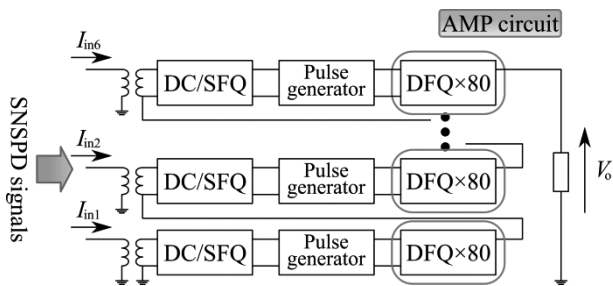 AMP circuit
Iin6
DC/SFQ
Pulse
generator
DFQ×80
SNSPD signals
Iin2
DC/SFQ
Pulse
generator
DFQ×80
Vo
Iin1
DC/SFQ
Pulse
generator
DFQ×80